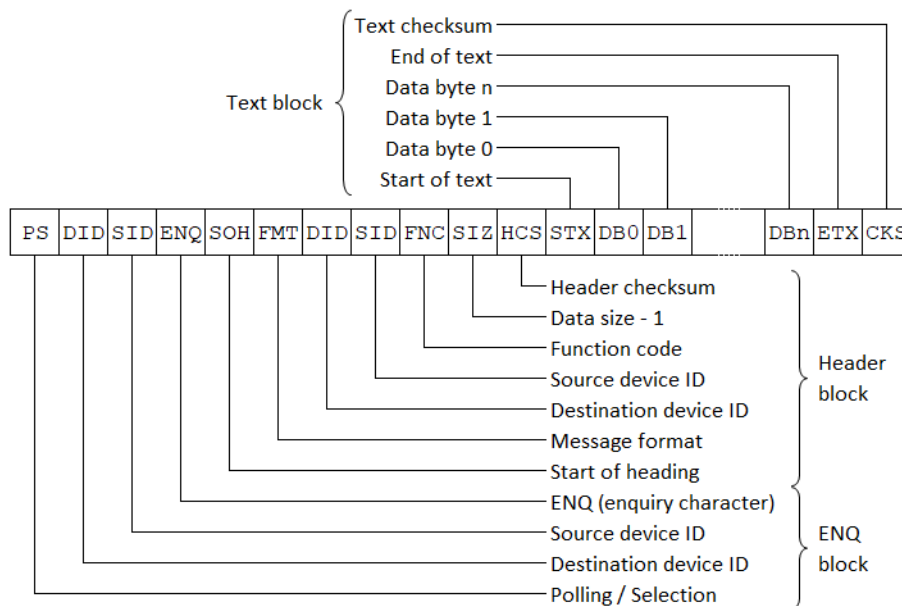 Text checksum
End of text
Data byte n
Text block
Data byte 1
Data byte 0
Start of text
PS DID SID ENQ SOH FMT DID SID FNC SIZ HCS STX DB0 DB1 DBn ETX CKS
Header checksum
Data size - 1
Function code
Source device ID
Header block
Destination device ID
Message format
Start of heading
ENQ (enquiry character)
Source device ID
ENQ block
Destination device ID
Polling / Selection